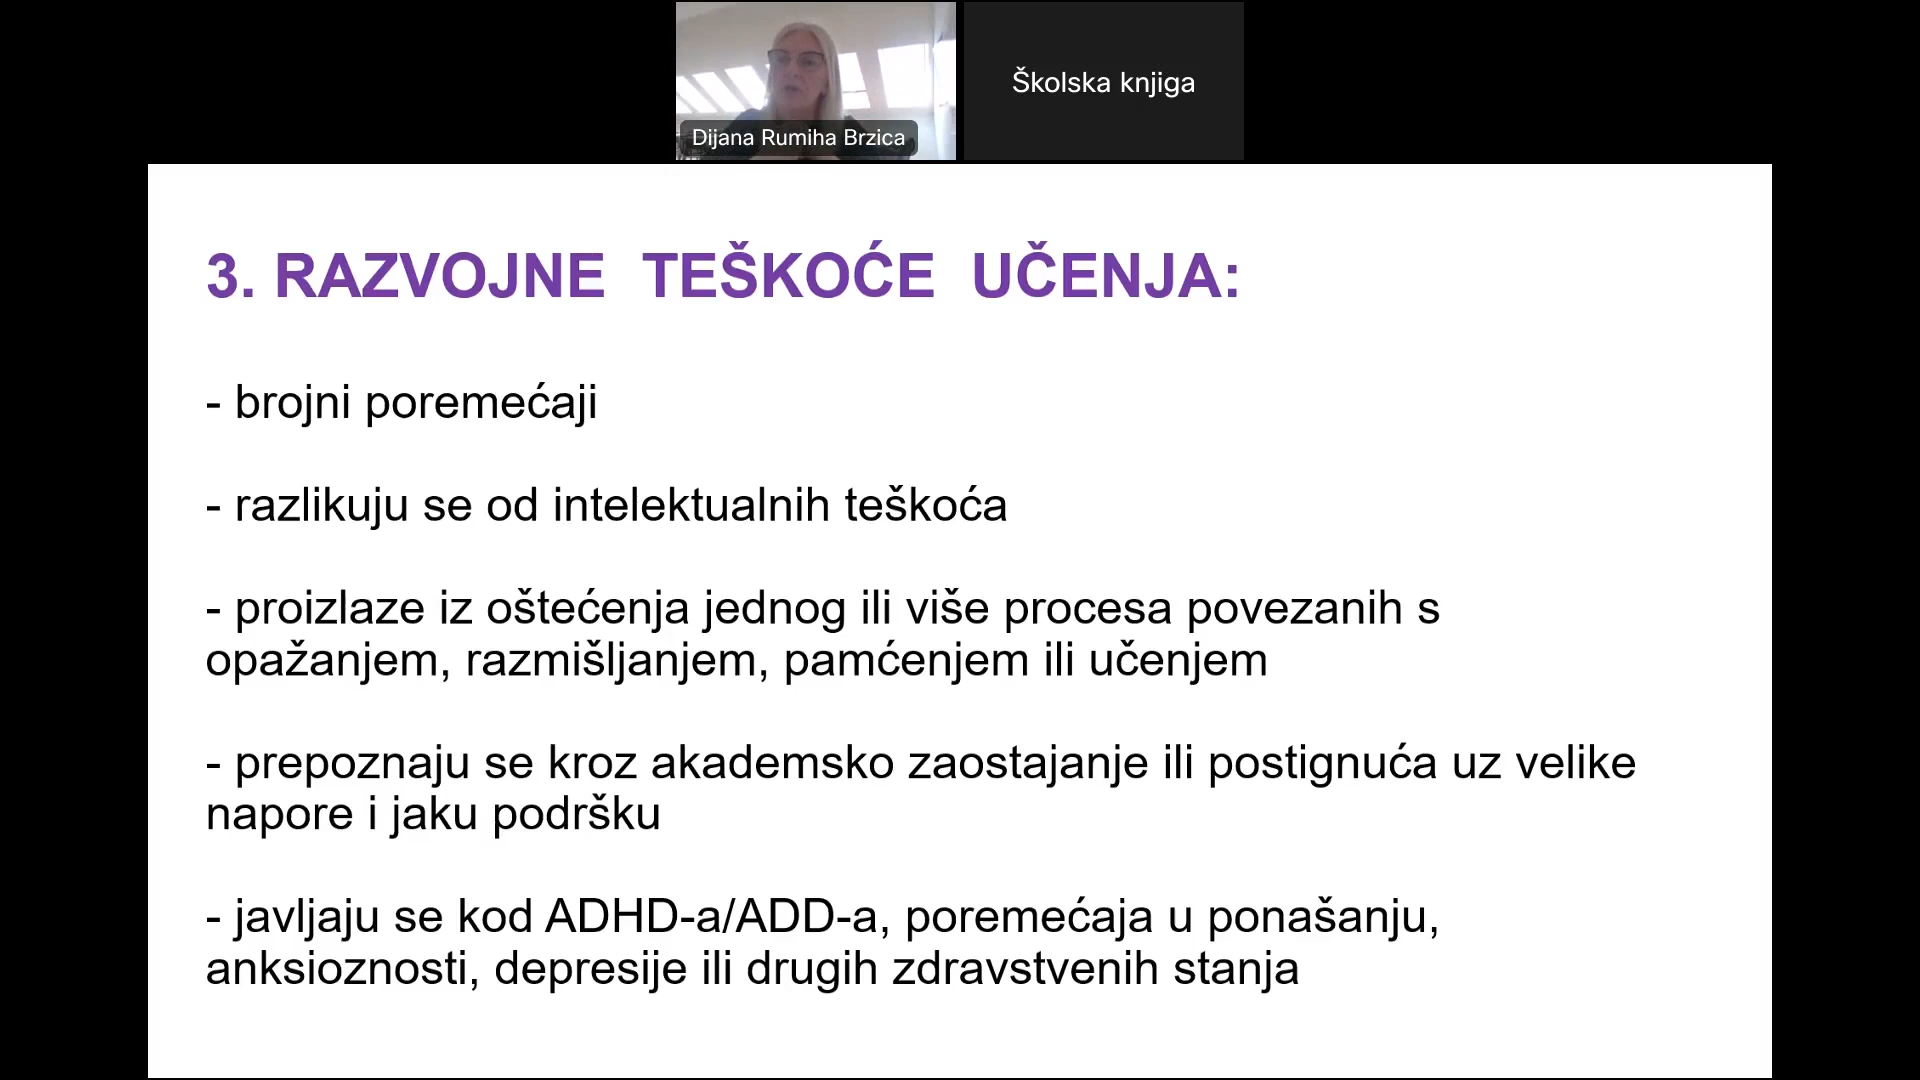 Dijana Rumiha Brzica
Školska knjiga
3. RAZVOJNE TEŠKOĆE UČENJA:
- brojni poremećaji
- razlikuju se od intelektualnih teškoća
- proizlaze iz oštećenja jednog ili više procesa povezanih s
opažanjem, razmišljanjem, pamćenjem ili učenjem
- prepoznaju se kroz akademsko zaostajanje ili postignuća uz velike
napore i jaku podršku
- javljaju se kod ADHD-a/ADD-a, poremećaja u ponašanju,
anksioznosti, depresije ili drugih zdravstvenih stanja